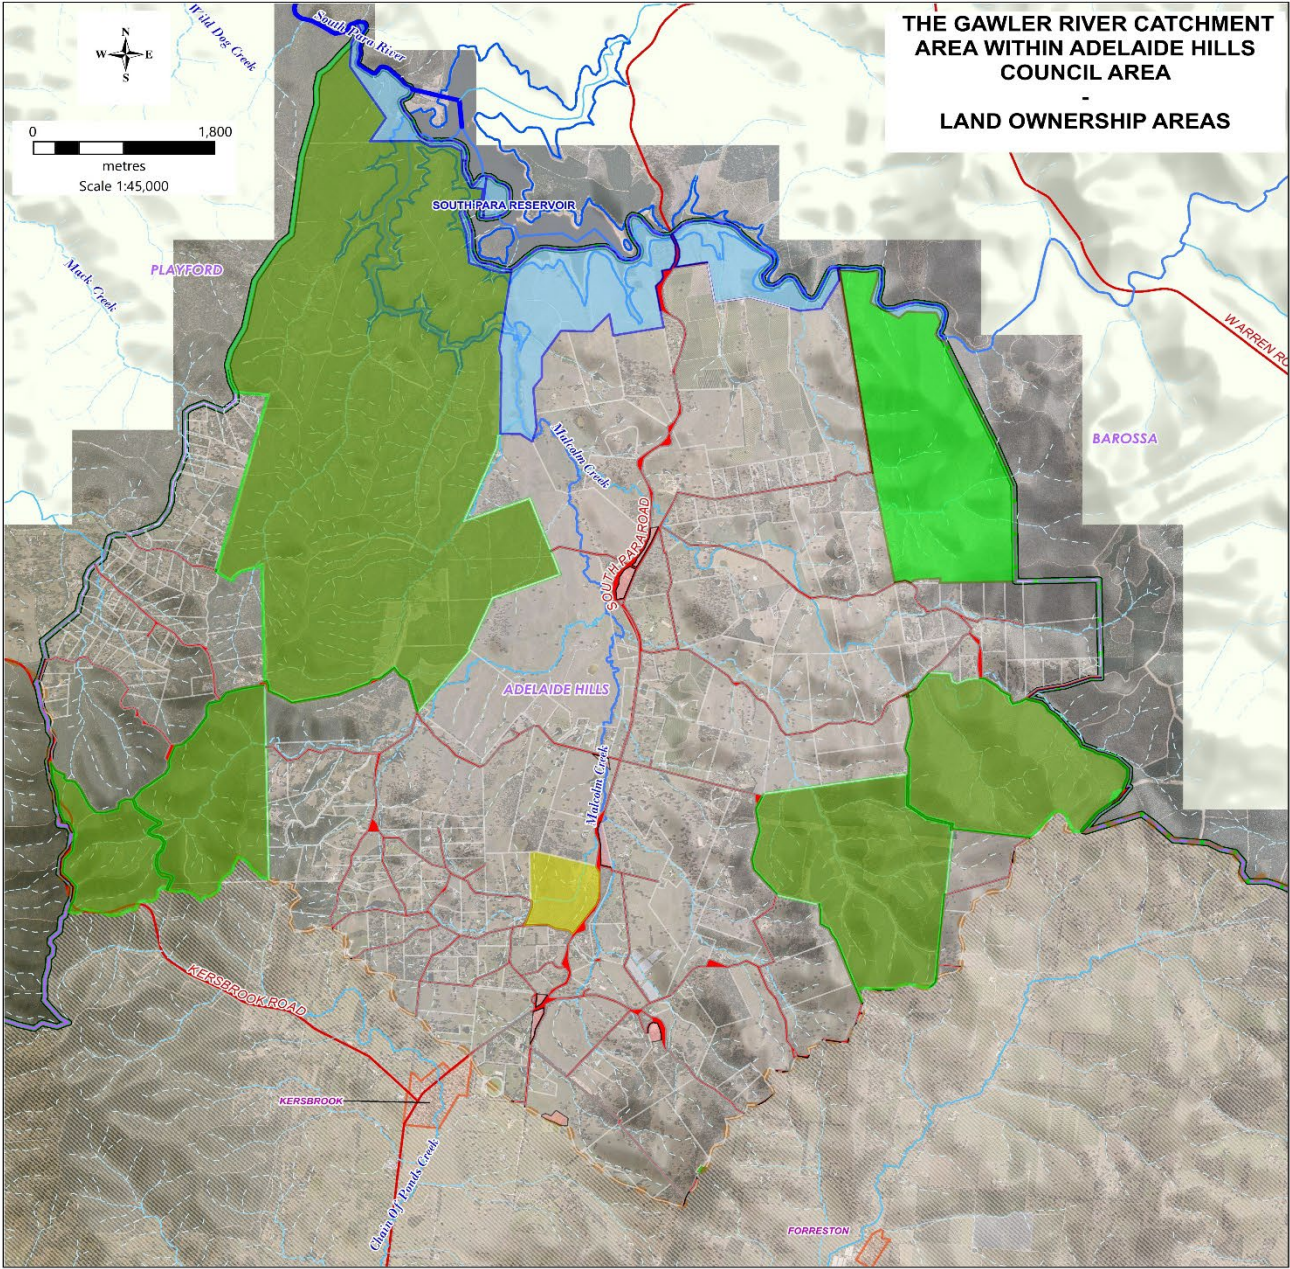 THE GAWLER RIVER CATCHMENT
AREA WITHIN ADELAIDE HILLS
COUNCIL AREA
-
LAND OWNERSHIP AREAS
N
W E
S
0 1,800
metres
Scale 1:45,000
Wild Dog Creek
South Para River
SOUTH PARA RESERVOIR
PLAYFORD
Mack Creek
WARREN RO
BAROSSA
Malcolm Creek
SOUTH PARA ROAD
ADELAIDE HILLS
Malcolm Creek
KERSBROOK ROAD
KERSBROOK
Chain Of Ponds Creek
FORRESTON